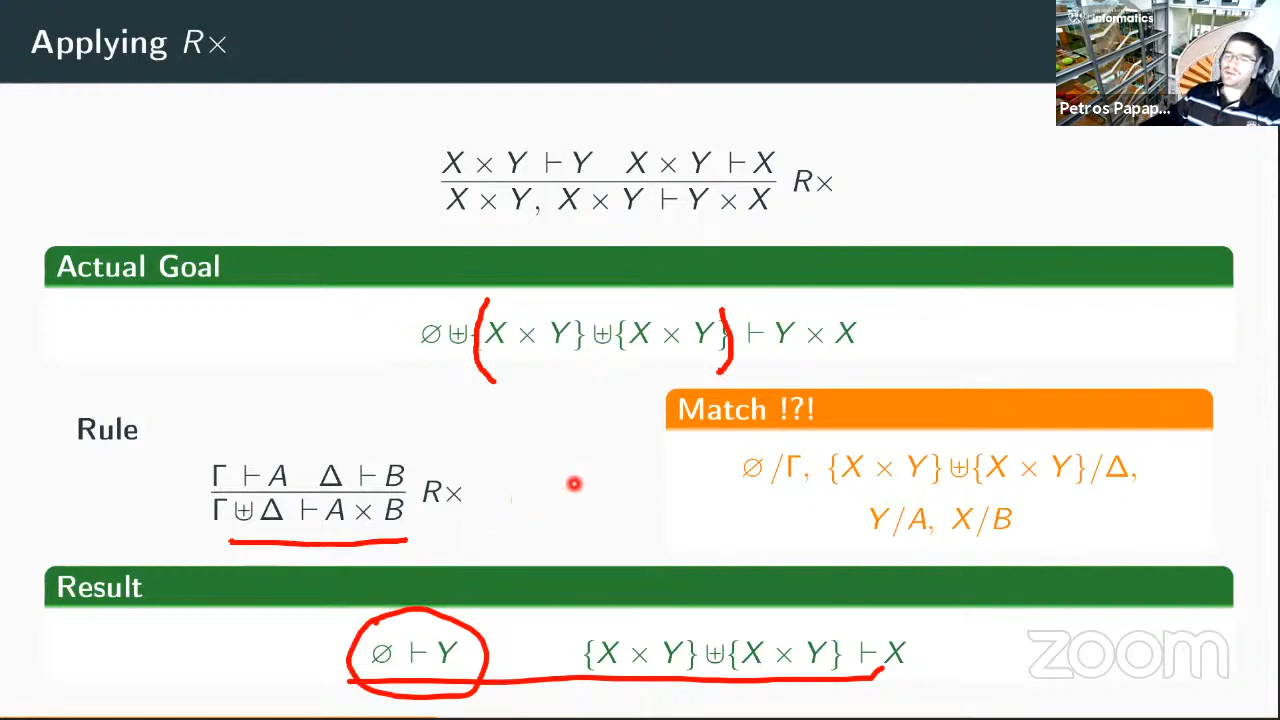 Applying R×
informatics
Petros Papap...
X × Y ⊢ Y X × Y ⊢ X
R×
X × Y, X × Y ⊢ Y × X
Actual Goal
∅ ⊎ {X × Y} ⊎ {X × Y} ⊢ Y × X
Rule
Γ ⊢ A Δ ⊢ B
R×
Γ ⊎ Δ ⊢ A × B
Match !?!
∅/Γ, {X × Y} ⊎ {X × Y}/Δ,
Y/A, X/B
Result
∅ ⊢ Y {X × Y} ⊎ {X × Y} ⊢ X
zoom